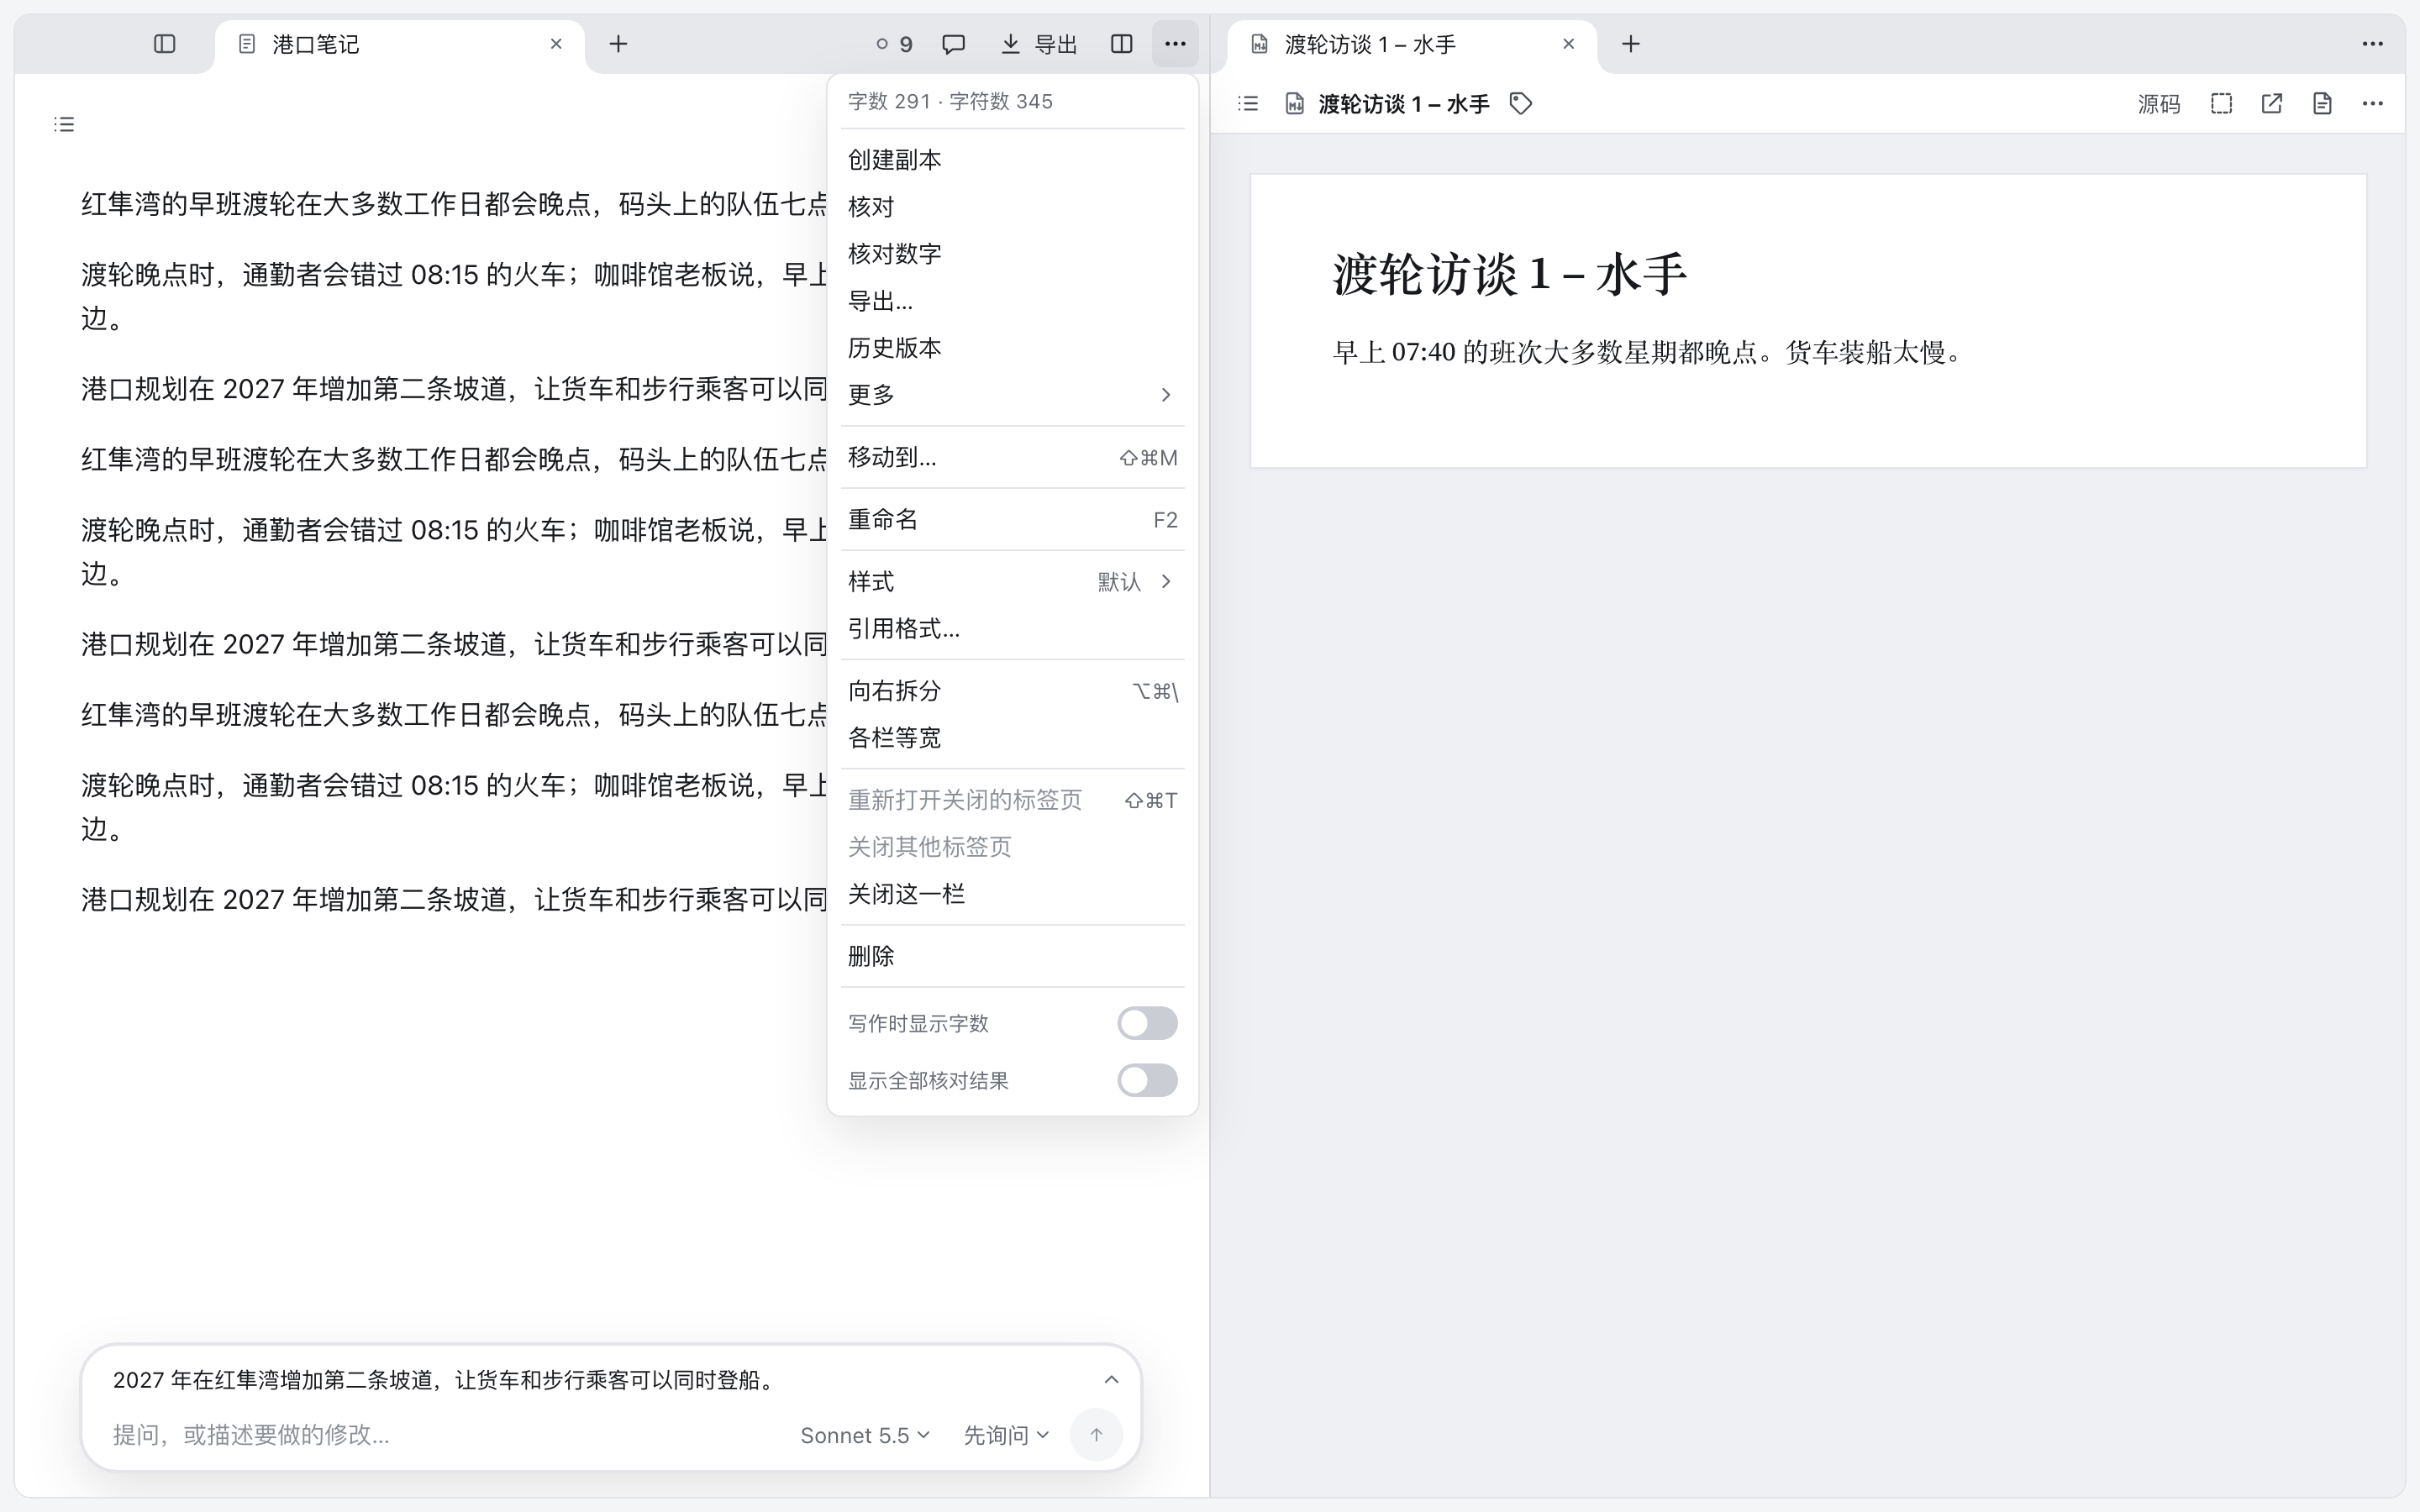 港口笔记
9
导出
渡轮访谈 1 – 水手
渡轮访谈 1 – 水手
源码
红隼湾的早班渡轮在大多数工作日都会晚点，码头上的队伍七点
渡轮晚点时，通勤者会错过 08:15 的火车；咖啡馆老板说，早上
边。
港口规划在 2027 年增加第二条坡道，让货车和步行乘客可以同
红隼湾的早班渡轮在大多数工作日都会晚点，码头上的队伍七点
渡轮晚点时，通勤者会错过 08:15 的火车；咖啡馆老板说，早上
边。
港口规划在 2027 年增加第二条坡道，让货车和步行乘客可以同
红隼湾的早班渡轮在大多数工作日都会晚点，码头上的队伍七点
渡轮晚点时，通勤者会错过 08:15 的火车；咖啡馆老板说，早上
边。
港口规划在 2027 年增加第二条坡道，让货车和步行乘客可以同
字数 291 · 字符数 345
创建副本
核对
核对数字
导出...
历史版本
更多
移动到... ⇧⌘M
重命名 F2
样式 默认
引用格式...
向右拆分 ⌥⌘\
各栏等宽
重新打开关闭的标签页 ⇧⌘T
关闭其他标签页
关闭这一栏
删除
写作时显示字数
显示全部核对结果
渡轮访谈 1 – 水手
早上 07:40 的班次大多数星期都晚点。货车装船太慢。
2027 年在红隼湾增加第二条坡道，让货车和步行乘客可以同时登船。
提问，或描述要做的修改...
Sonnet 5.5
先询问